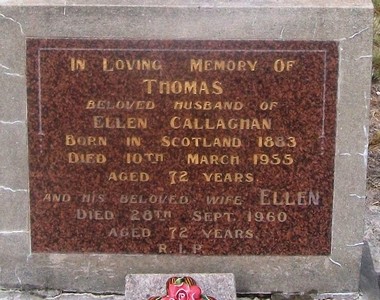 IN LOVING MEMORY OF
THOMAS
BELOVED HUSBAND OF
ELLEN CALLAGHAN
BORN IN SCOTLAND 1883
DIED 10TH MARCH 1955
AGED 72 YEARS.
AND HIS BELOVED WIFE ELLEN
DIED 28TH SEPT. 1960
AGED 72 YEARS.
R.I.P.